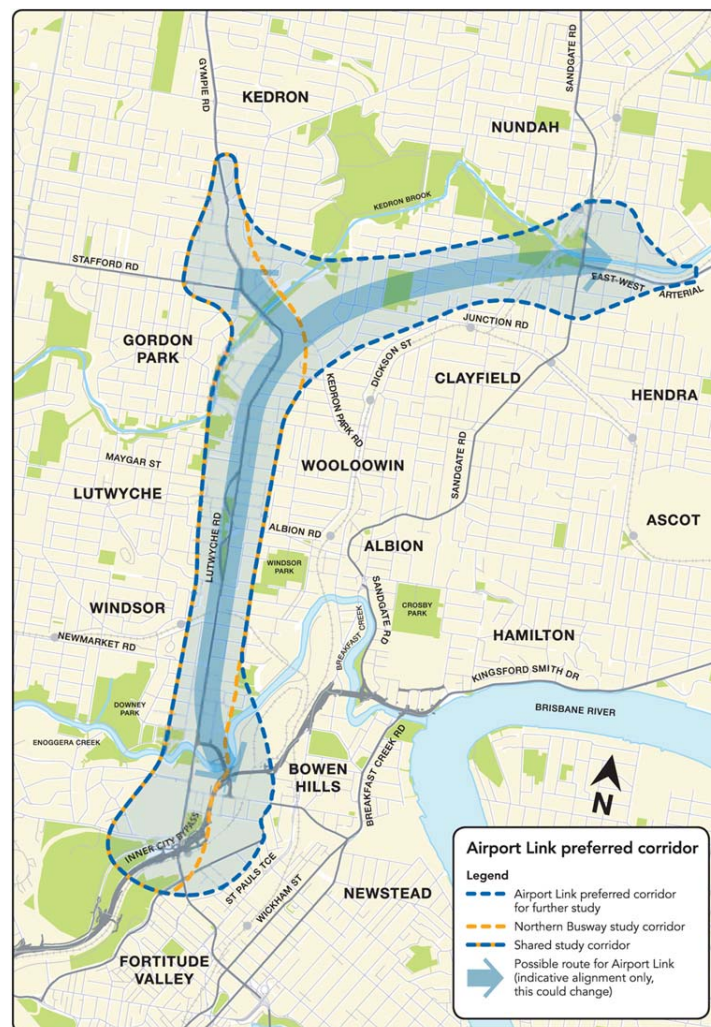 GYMPIE RD
SANDGATE RD
KEDRON
NUNDAH
KEDRON BROOK
STAFFORD RD
EAST-WEST
ARTERIAL
JUNCTION RD
GORDON
PARK
DICKSON ST
CLAYFIELD
HENDRA
KEDRON PARK RD
MAYGAR ST
WOOLOOWIN
SANDGATE RD
LUTWYCHE
LUTWYCHE RD
ALBION RD
ASCOT
ALBION
WINDSOR
PARK
SANDGATE RD
CROSBY
PARK
WINDSOR
BREAKFAST CREEK
NEWMARKET RD
HAMILTON
KINGSFORD SMITH DR
DOWNEY
PARK
BRISBANE RIVER
ENOGGERA CREEK
BOWEN
HILLS
BREAKFAST CREEK RD
N
INNER CITY BYPASS
ST PAULS TCE
WICKHAM ST
NEWSTEAD
FORTITUDE
VALLEY
Airport Link preferred corridor
Legend
Airport Link preferred corridor
for further study
Northern Busway study corridor
Shared study corridor
Possible route for Airport Link
(indicative alignment only,
this could change)